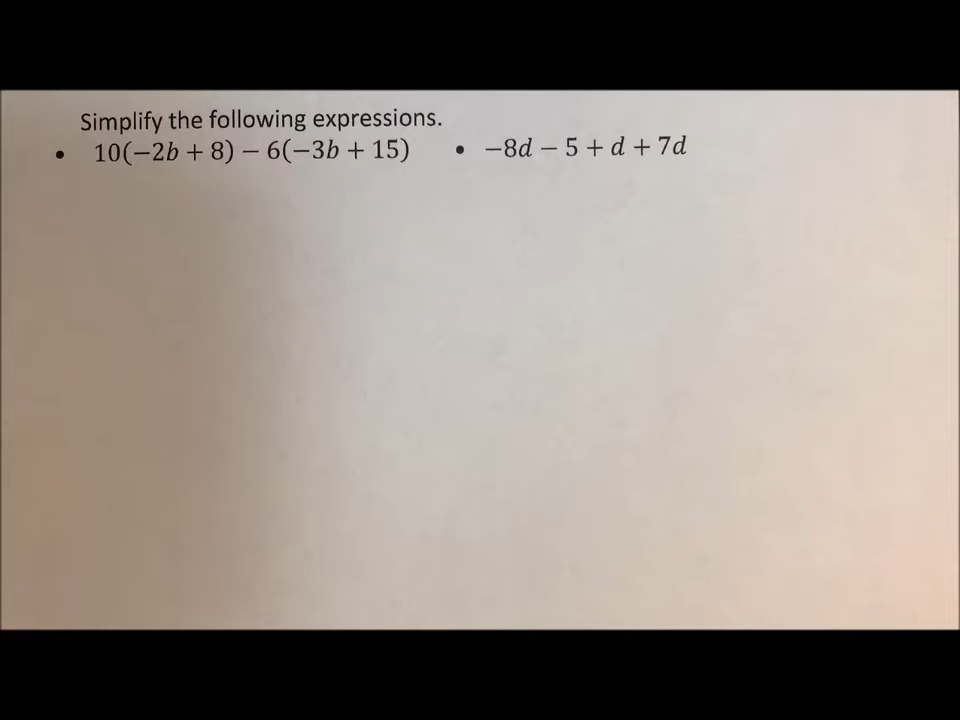 Simplify the following expressions.
• 10(−2b + 8) − 6(−3b + 15) • −8d − 5 + d + 7d